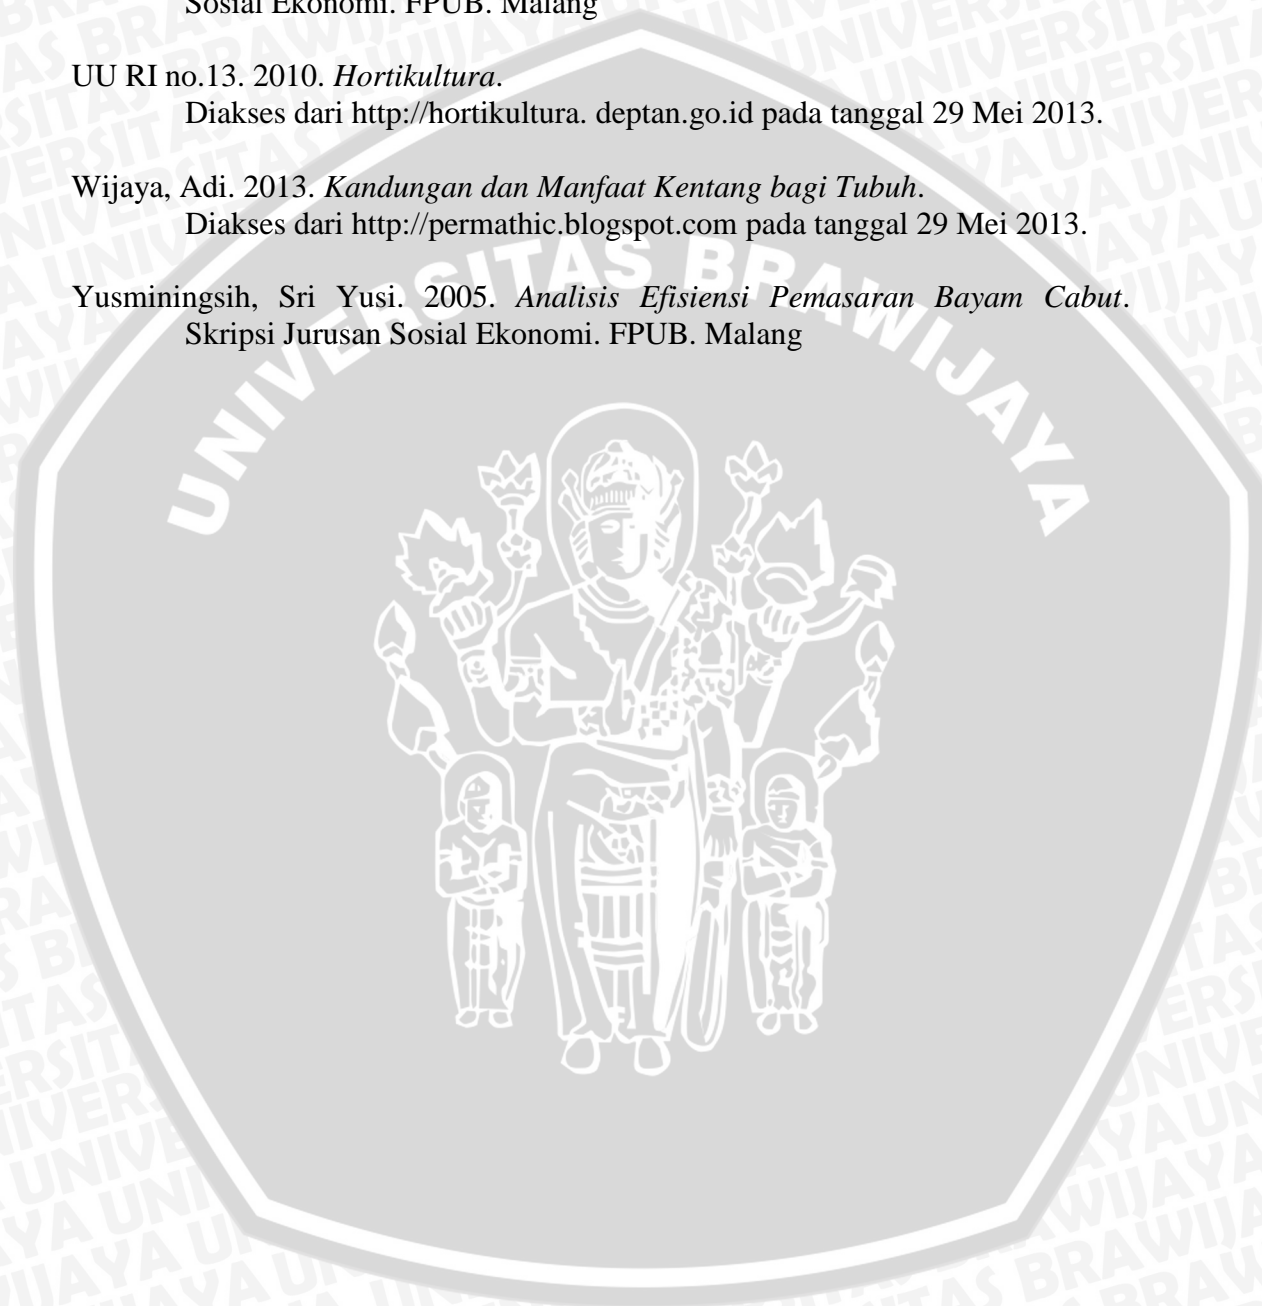 Sosial Ekonomi. FPUB. Malang
UU RI no.13. 2010. Hortikultura.
Diakses dari http://hortikultura. deptan.go.id pada tanggal 29 Mei 2013.
Wijaya, Adi. 2013. Kandungan dan Manfaat Kentang bagi Tubuh.
Diakses dari http://permathic.blogspot.com pada tanggal 29 Mei 2013.
Yusminingsih, Sri Yusi. 2005. Analisis Efisiensi Pemasaran Bayam Cabut.
Skripsi Jurusan Sosial Ekonomi. FPUB. Malang
UNIVERSITAS BRAWIJAYA